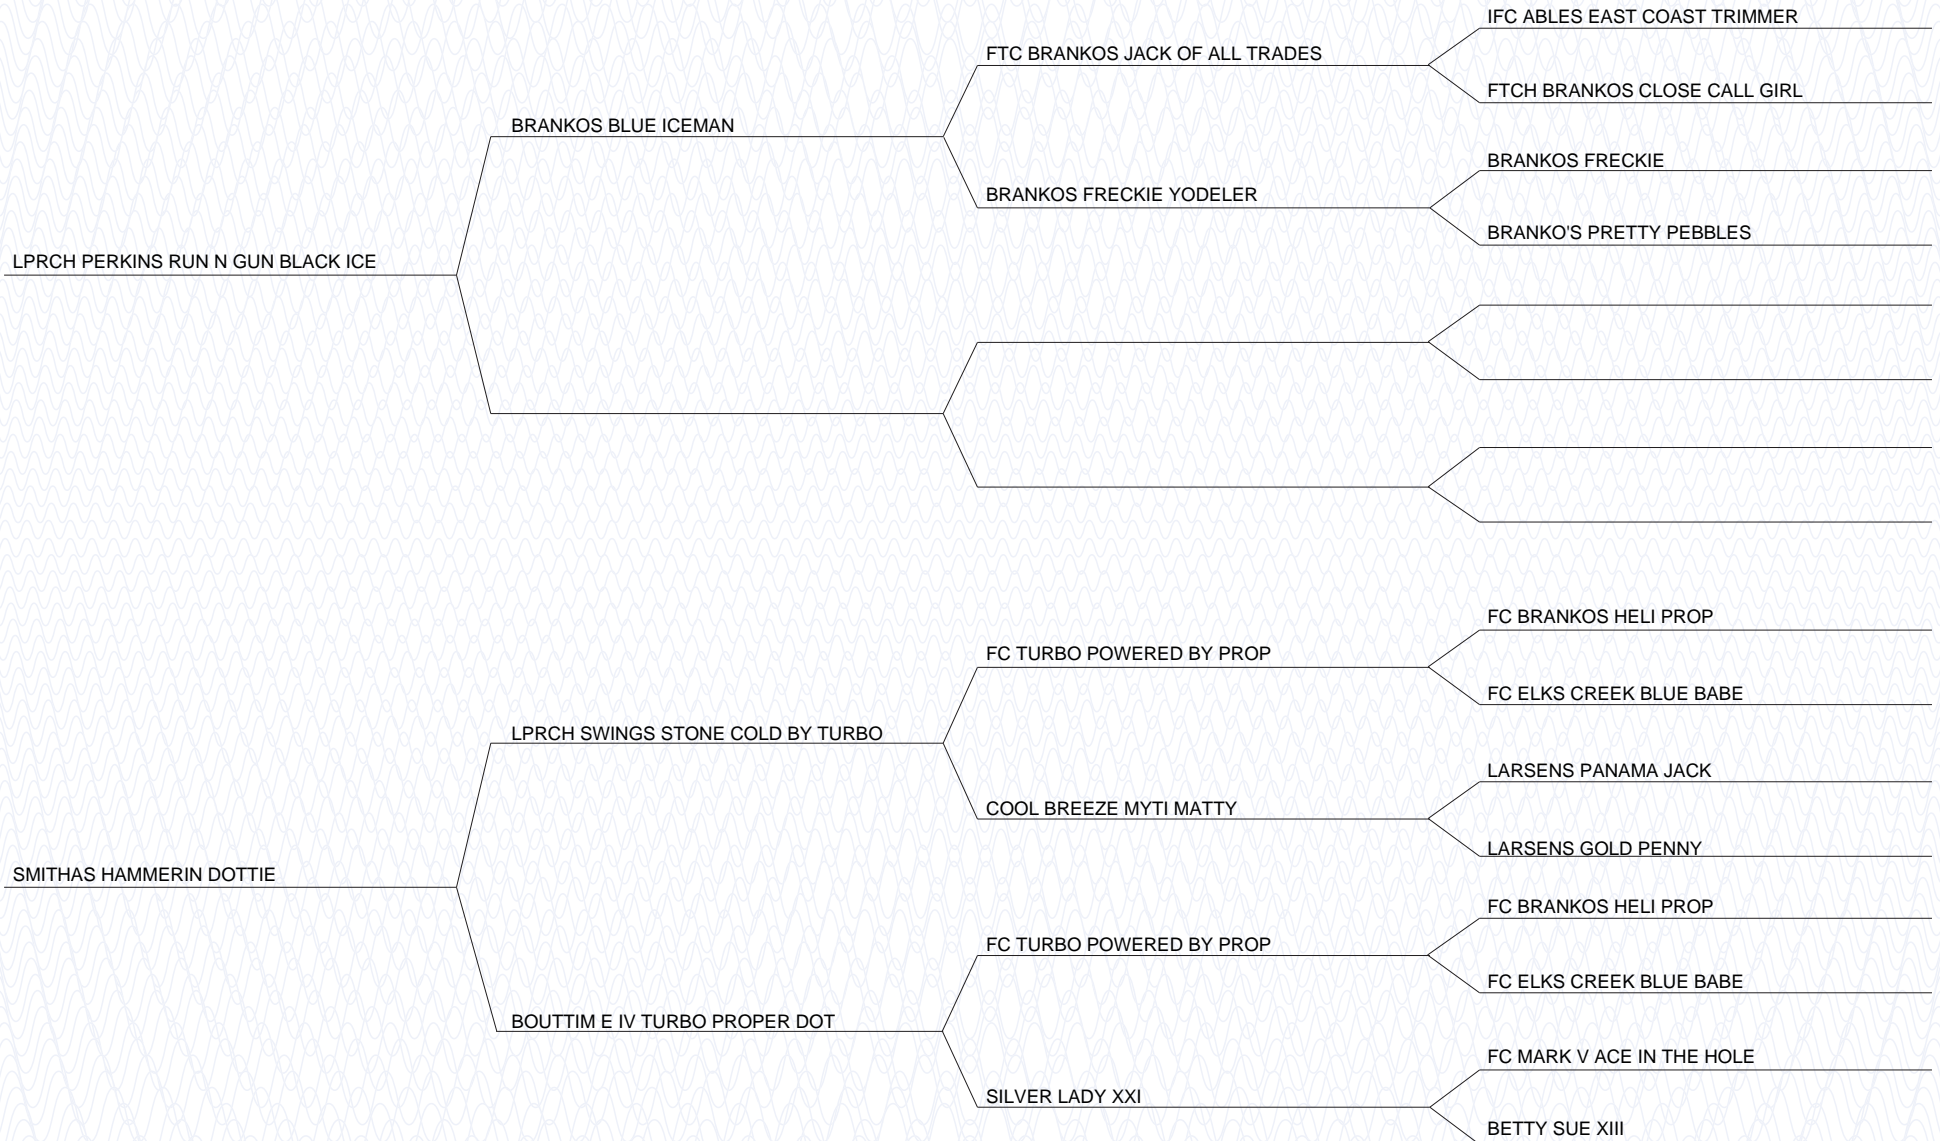 IFC ABLES EAST COAST TRIMMER
FTC BRANKOS JACK OF ALL TRADES
FTCH BRANKOS CLOSE CALL GIRL
BRANKOS BLUE ICEMAN
BRANKOS FRECKIE
BRANKOS FRECKIE YODELER
BRANKO'S PRETTY PEBBLES
LPRCH PERKINS RUN N GUN BLACK ICE
FC BRANKOS HELI PROP
FC TURBO POWERED BY PROP
FC ELKS CREEK BLUE BABE
LPRCH SWINGS STONE COLD BY TURBO
LARSENS PANAMA JACK
COOL BREEZE MYTI MATTY
LARSENS GOLD PENNY
SMITHAS HAMMERIN DOTTIE
FC BRANKOS HELI PROP
FC TURBO POWERED BY PROP
FC ELKS CREEK BLUE BABE
BOUTTIM E IV TURBO PROPER DOT
FC MARK V ACE IN THE HOLE
SILVER LADY XXI
BETTY SUE XIII